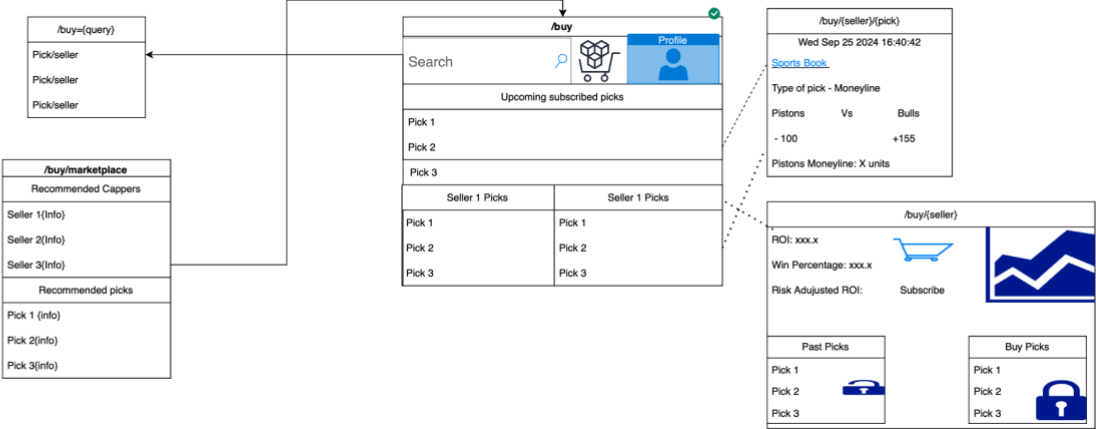 /buy={query}
Pick/seller
Pick/seller
Pick/seller
/buy/marketplace
Recommended Cappers
Seller 1{Info}
Seller 2{Info}
Seller 3{Info}
Recommended picks
Pick 1 {info}
Pick 2{info}
Pick 3{info}
/buy
Search
Profile
Upcoming subscribed picks
Pick 1
Pick 2
Pick 3
Seller 1 Picks
Pick 1
Pick 2
Pick 3
Seller 1 Picks
Pick 1
Pick 2
Pick 3
/buy/{seller}/{pick}
Wed Sep 25 2024 16:40:42
Sports Book
Type of pick - Moneyline
Pistons Vs Bulls
- 100 +155
Pistons Moneyline: X units
/buy/{seller}
ROI: xxx.x
Win Percentage: xxx.x
Risk Adujusted ROI: Subscribe
Past Picks
Pick 1
Pick 2
Pick 3
Buy Picks
Pick 1
Pick 2
Pick 3